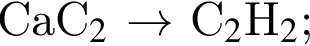 CaC₂ → C₂H₂;